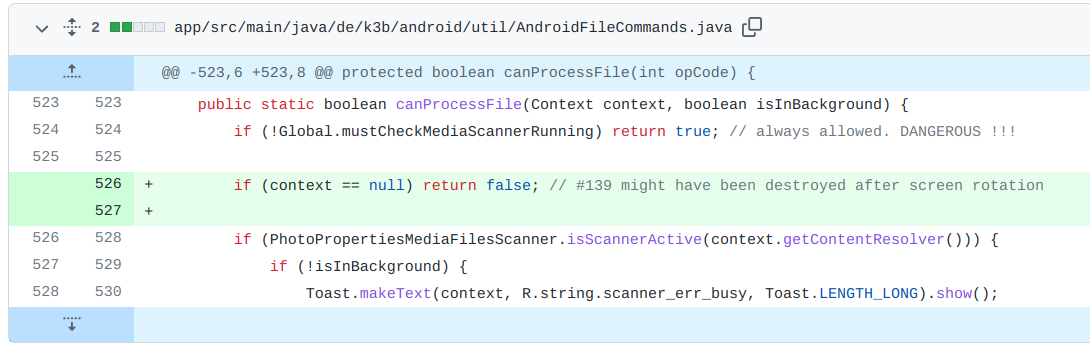 2 app/src/main/java/de/k3b/android/util/AndroidFileCommands.java
@@ -523,6 +523,8 @@ protected boolean canProcessFile(int opCode) {
523 523 public static boolean canProcessFile(Context context, boolean isInBackground) {
524 524 if (!Global.mustCheckMediaScannerRunning) return true; // always allowed. DANGEROUS !!!
525 525
526 + if (context == null) return false; // #139 might have been destroyed after screen rotation
527 +
526 528 if (PhotoPropertiesMediaFilesScanner.isScannerActive(context.getContentResolver())) {
527 529 if (!isInBackground) {
528 530 Toast.makeText(context, R.string.scanner_err_busy, Toast.LENGTH_LONG).show();